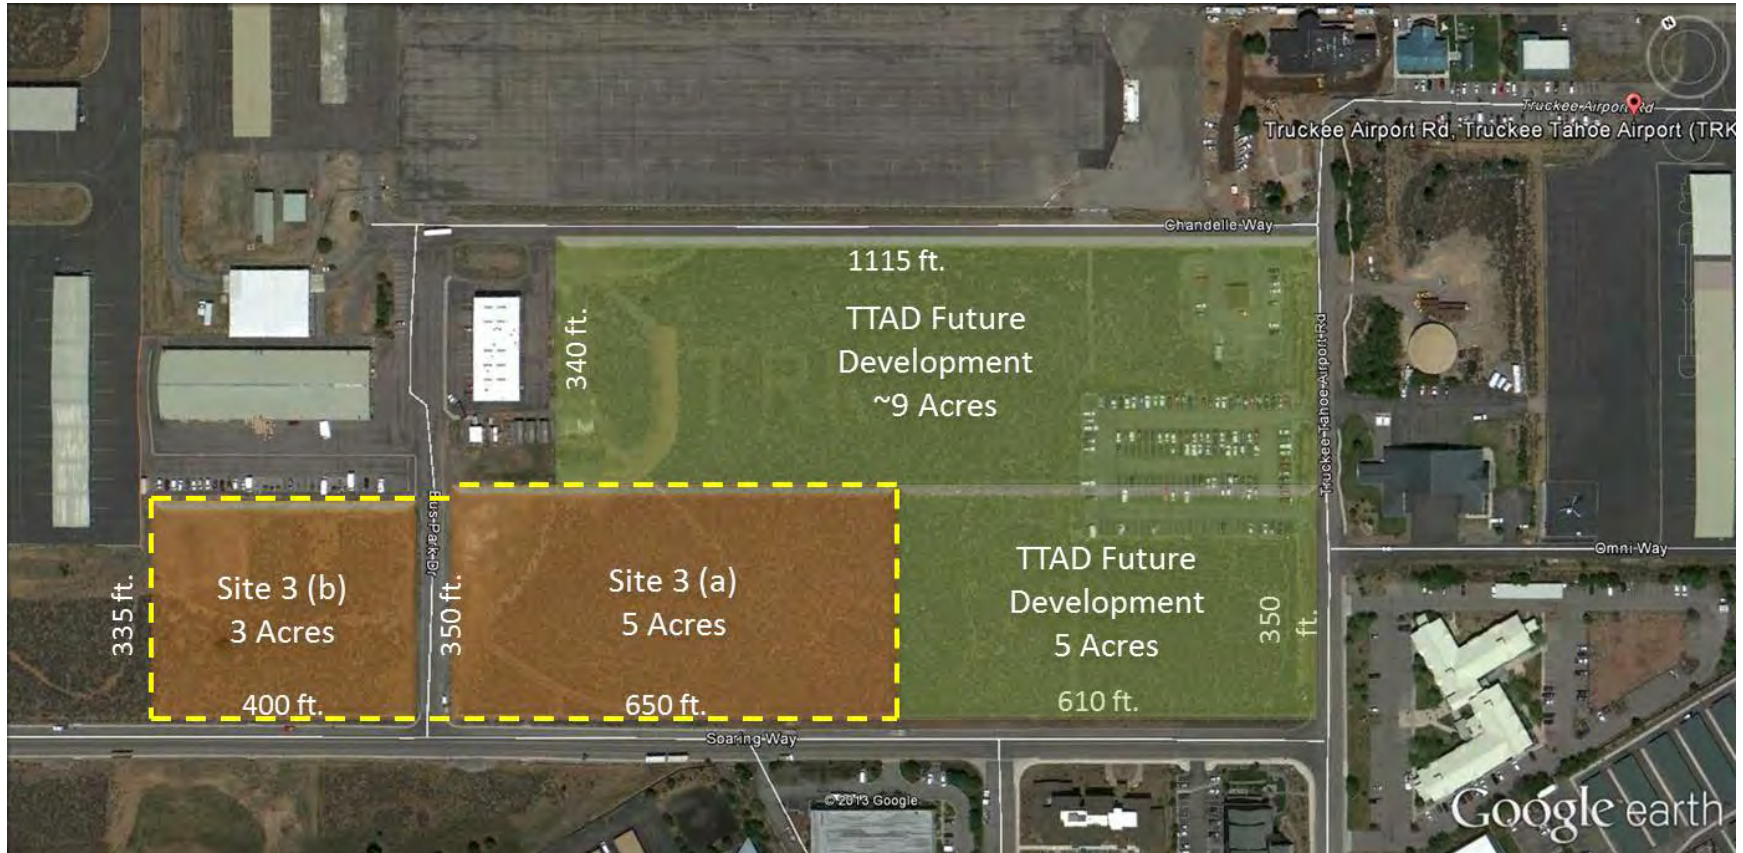 N
Truckee Airport Rd
Truckee Airport Rd, Truckee Tahoe Airport (TRK
Chandelle Way
1115 ft.
340 ft.
TTAD Future
Development
~9 Acres
Truckee Tahoe Airport Rd
Bus Park Dr
Omni Way
335 ft.
Site 3 (b)
3 Acres
400 ft.
350 ft.
Site 3 (a)
5 Acres
650 ft.
TTAD Future
Development
5 Acres
350
ft.
610 ft.
Soaring Way
© 2013 Google
Google earth